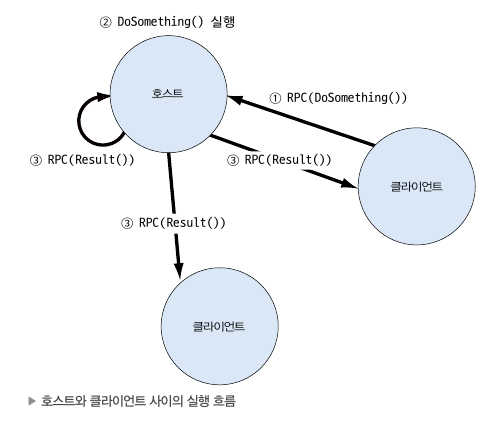 ② DoSomething() 실행
호스트
① RPC(DoSomething())
③ RPC(Result())
③ RPC(Result())
클라이언트
③ RPC(Result())
클라이언트
▶ 호스트와 클라이언트 사이의 실행 흐름